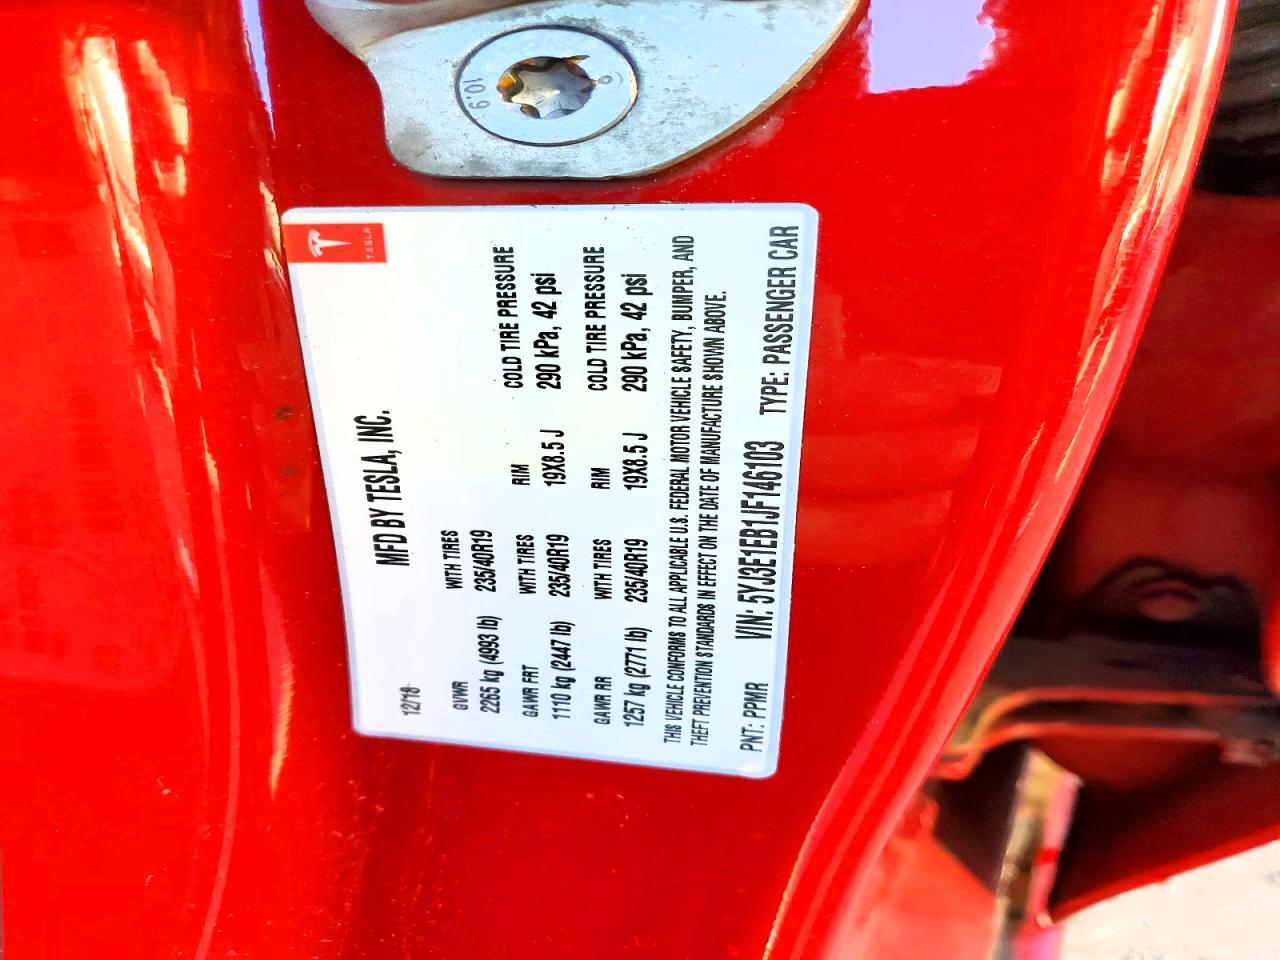 10.9
TESLA
MFD BY TESLA, INC.
12/18
GVWR WITH TIRES
2265 kg (4993 lb) 235/40R19
GAWR FRT WITH TIRES RIM COLD TIRE PRESSURE
1110 kg (2447 lb) 235/40R19 19X8.5 J 290 kPa, 42 psi
GAWR RR WITH TIRES RIM COLD TIRE PRESSURE
1257 kg (2771 lb) 235/40R19 19X8.5 J 290 kPa, 42 psi
THIS VEHICLE CONFORMS TO ALL APPLICABLE U.S. FEDERAL MOTOR VEHICLE SAFETY, BUMPER, AND
THEFT PREVENTION STANDARDS IN EFFECT ON THE DATE OF MANUFACTURE SHOWN ABOVE.
PNT: PPMR VIN: 5YJ3E1EB1JF146103 TYPE: PASSENGER CAR